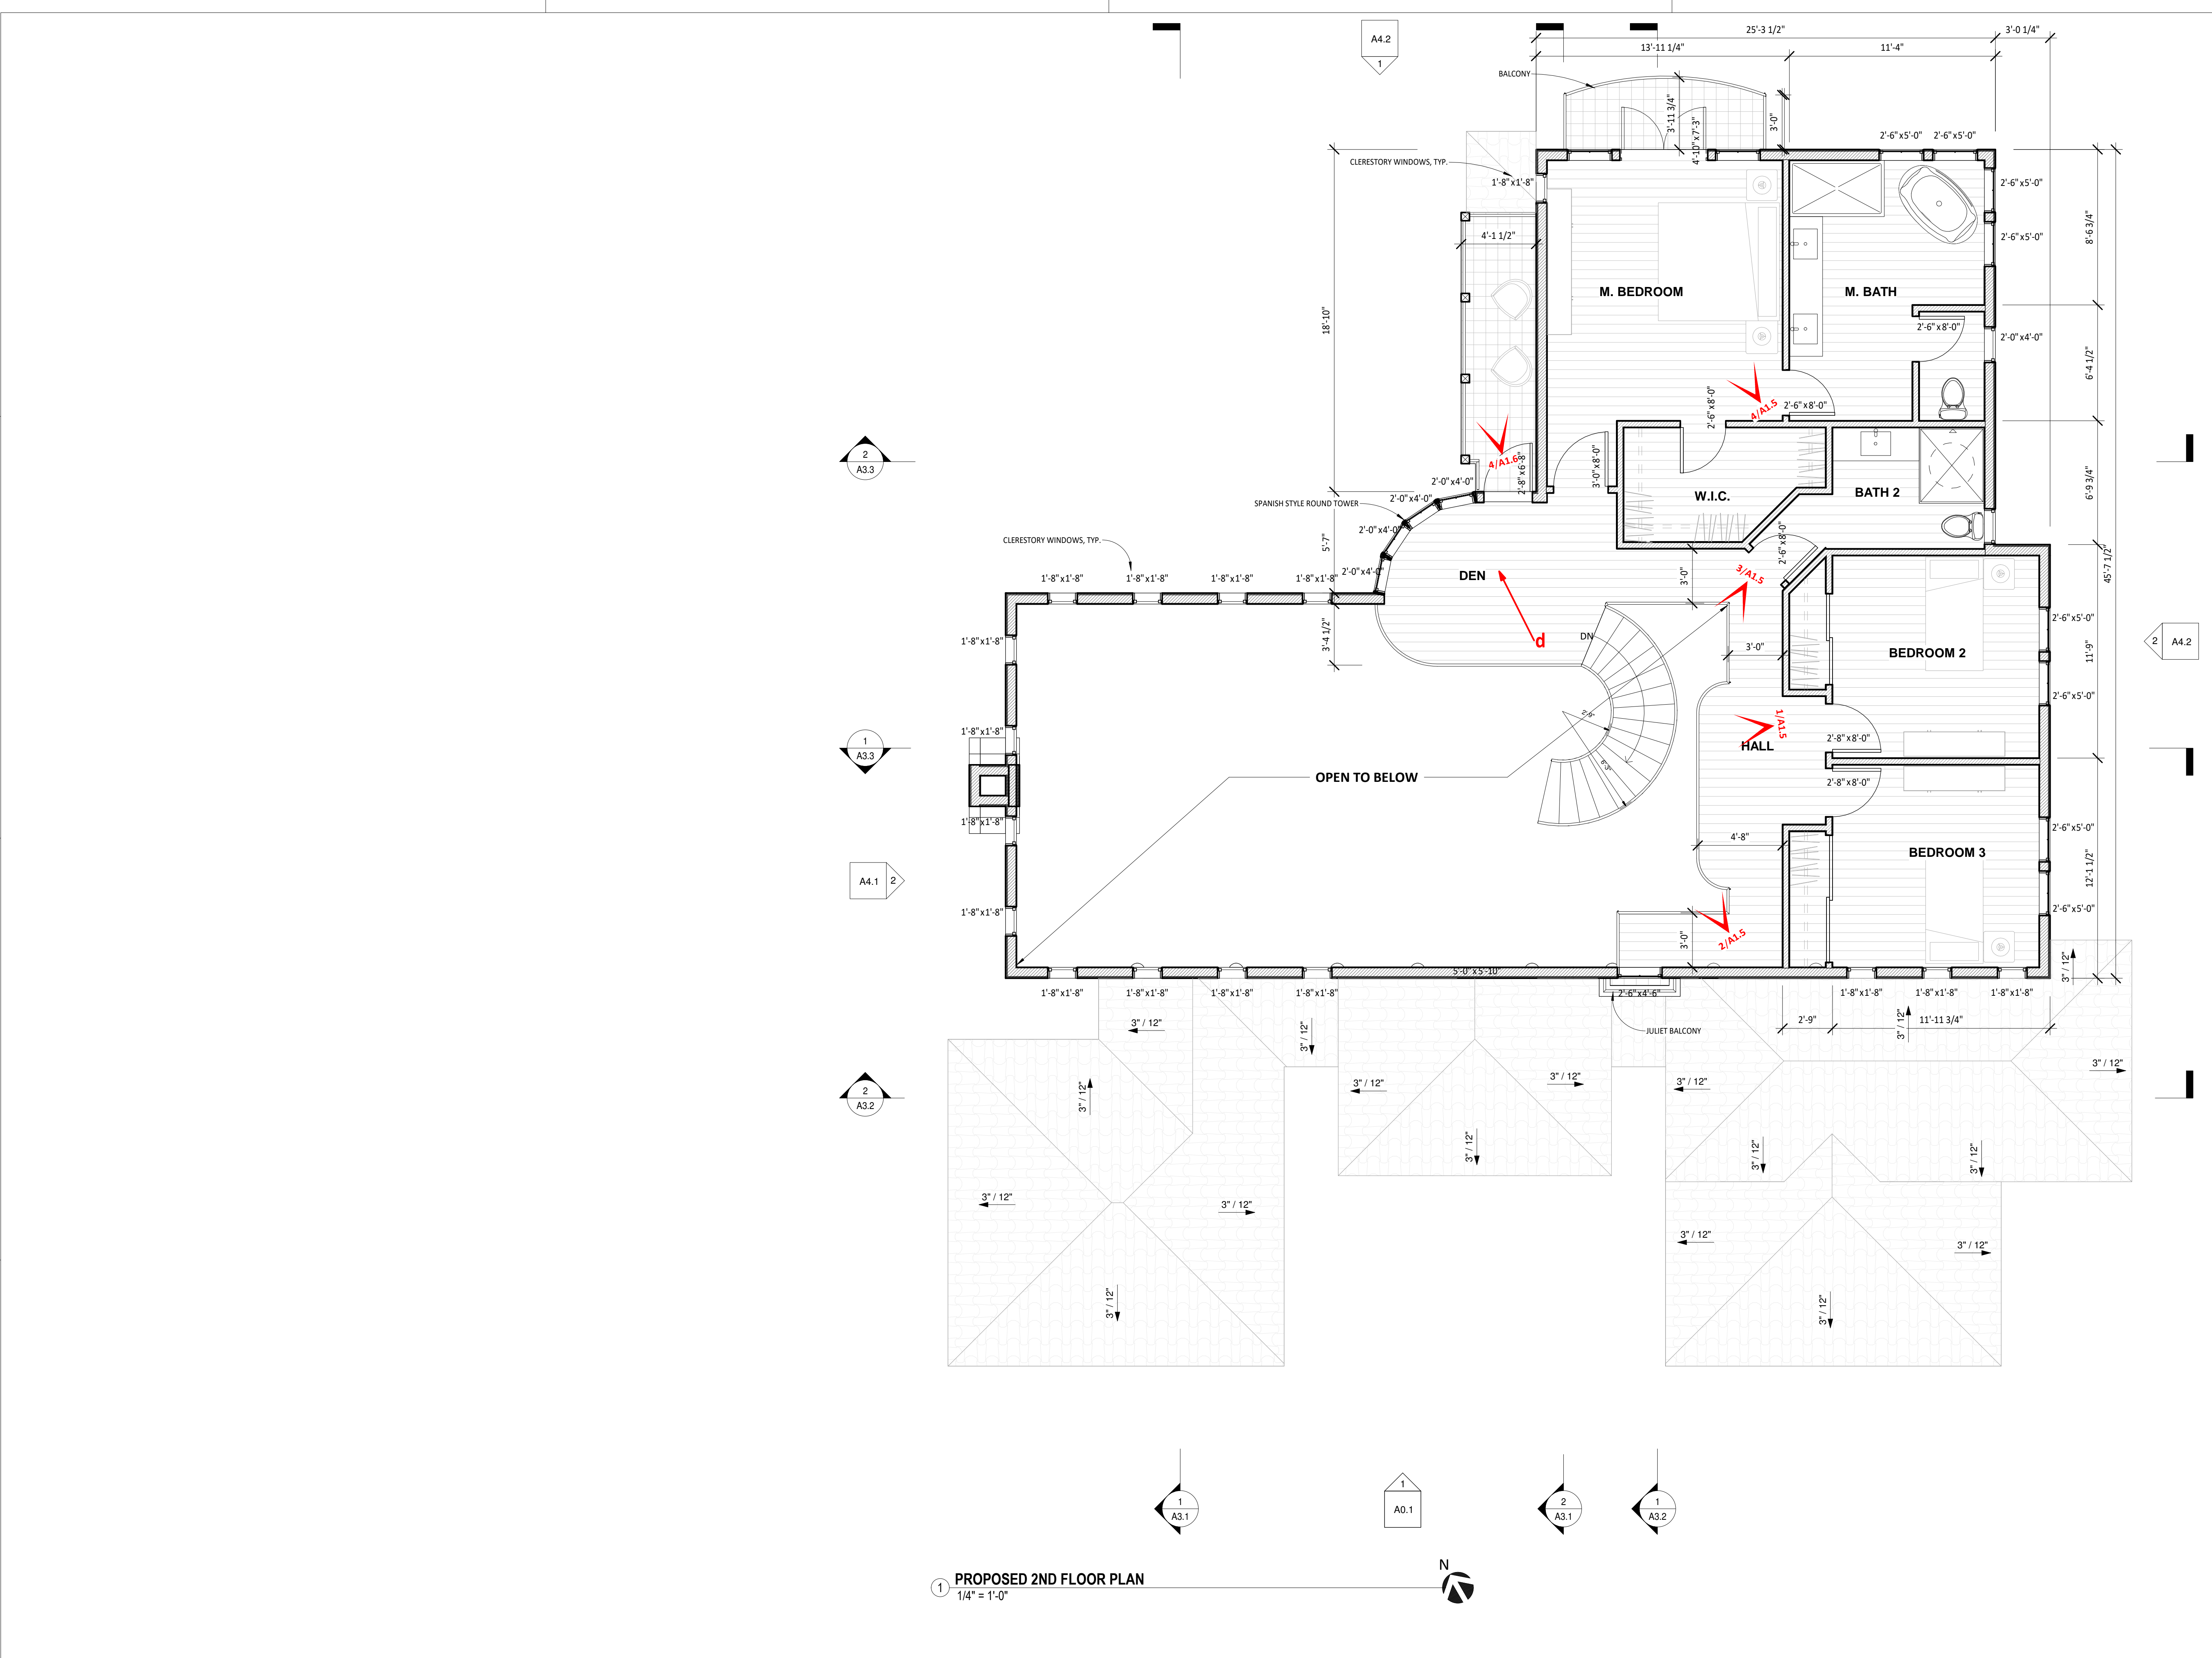 25'-3 1/2"
3'-0 1/4"
A4.2
1
13'-11 1/4"
11'-4"
BALCONY
3'-11 3/4"
4'-10" x 7'-3"
3'-0"
2'-6" x 5'-0"
2'-6" x 5'-0"
CLERESTORY WINDOWS, TYP.
1'-8" x 1'-8"
2'-6" x 5'-0"
4'-1 1/2"
2'-6" x 5'-0"
8'-6 3/4"
M. BEDROOM
M. BATH
18'-10"
2'-6" x 8'-0"
2'-0" x 4'-0"
6'-4 1/2"
2'-6" x 8'-0"
4/A1.5
2'-6" x 8'-0"
2
A3.3
4/A1.6
2'-8" x 6'-8"
3'-0" x 8'-0"
2'-0" x 4'-0"
W.I.C.
BATH 2
6'-9 3/4"
2'-0" x 4'-0"
SPANISH STYLE ROUND TOWER
2'-0" x 4'-0"
CLERESTORY WINDOWS, TYP.
5'-7"
2'-6" x 8'-0"
45'-7 1/2"
2'-0" x 4'-0"
DEN
3'-0"
3/A1.5
1'-8" x 1'-8"
1'-8" x 1'-8"
1'-8" x 1'-8"
1'-8" x 1'-8"
2'-6" x 5'-0"
1'-8" x 1'-8"
3'-4 1/2"
d
DN
3'-0"
BEDROOM 2
11'-9"
2
A4.2
2'-6" x 5'-0"
2'-9"
1/A1.5
1'-8" x 1'-8"
1
A3.3
HALL
2'-8" x 8'-0"
6'-3"
OPEN TO BELOW
2'-8" x 8'-0"
1'-8" x 1'-8"
2'-6" x 5'-0"
4'-8"
BEDROOM 3
12'-1 1/2"
A4.1
2
1'-8" x 1'-8"
2'-6" x 5'-0"
3'-0"
2/A1.5
5'-0" x 5'-10"
3" / 12"
1'-8" x 1'-8"
1'-8" x 1'-8"
1'-8" x 1'-8"
1'-8" x 1'-8"
2'-6" x 4'-6"
1'-8" x 1'-8"
1'-8" x 1'-8"
1'-8" x 1'-8"
3" / 12"
3" / 12"
JULIET BALCONY
2'-9"
3" / 12"
11'-11 3/4"
3" / 12"
3" / 12"
3" / 12"
3" / 12"
3" / 12"
2
A3.2
3" / 12"
3" / 12"
3" / 12"
3" / 12"
3" / 12"
3" / 12"
3" / 12"
3" / 12"
3" / 12"
3" / 12"
1
A3.1
1
A0.1
2
A3.1
1
A3.2
1
PROPOSED 2ND FLOOR PLAN
1/4" = 1'-0"
N